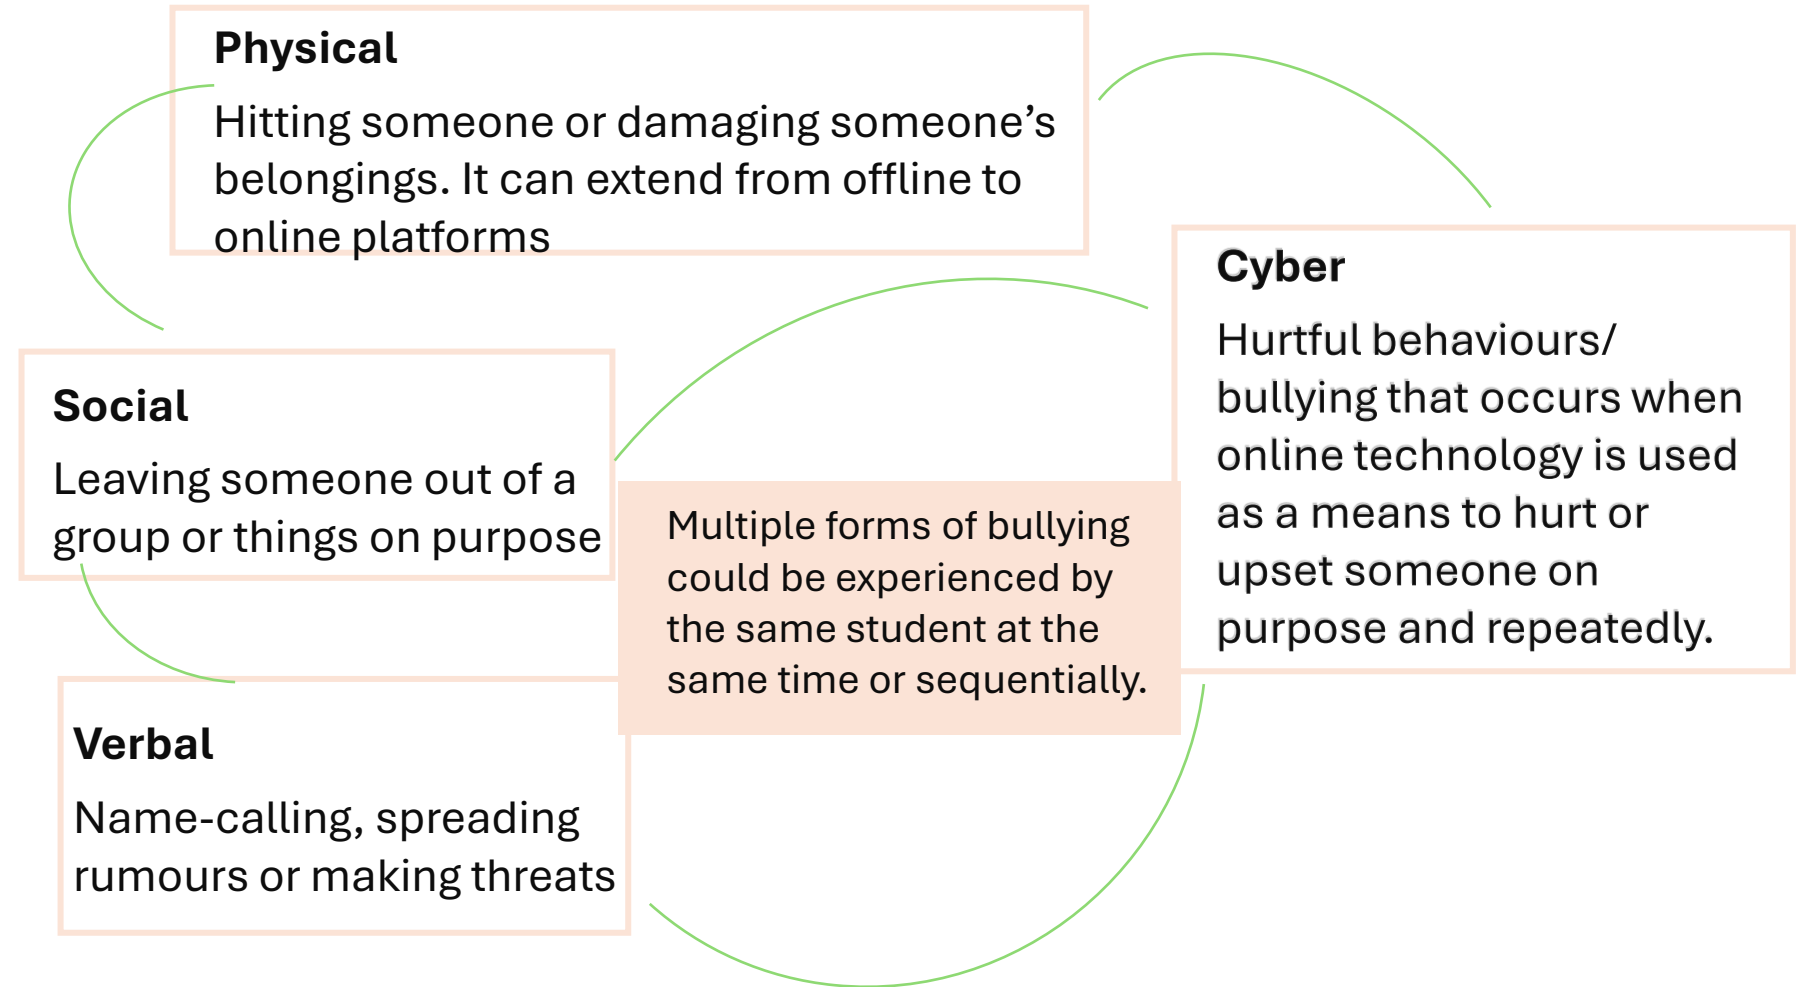 Physical
Hitting someone or damaging someone’s
belongings. It can extend from offline to
online platforms
Social
Leaving someone out of a
group or things on purpose
Verbal
Name-calling, spreading
rumours or making threats
Multiple forms of bullying
could be experienced by
the same student at the
same time or sequentially.
Cyber
Hurtful behaviours/
bullying that occurs when
online technology is used
as a means to hurt or
upset someone on
purpose and repeatedly.